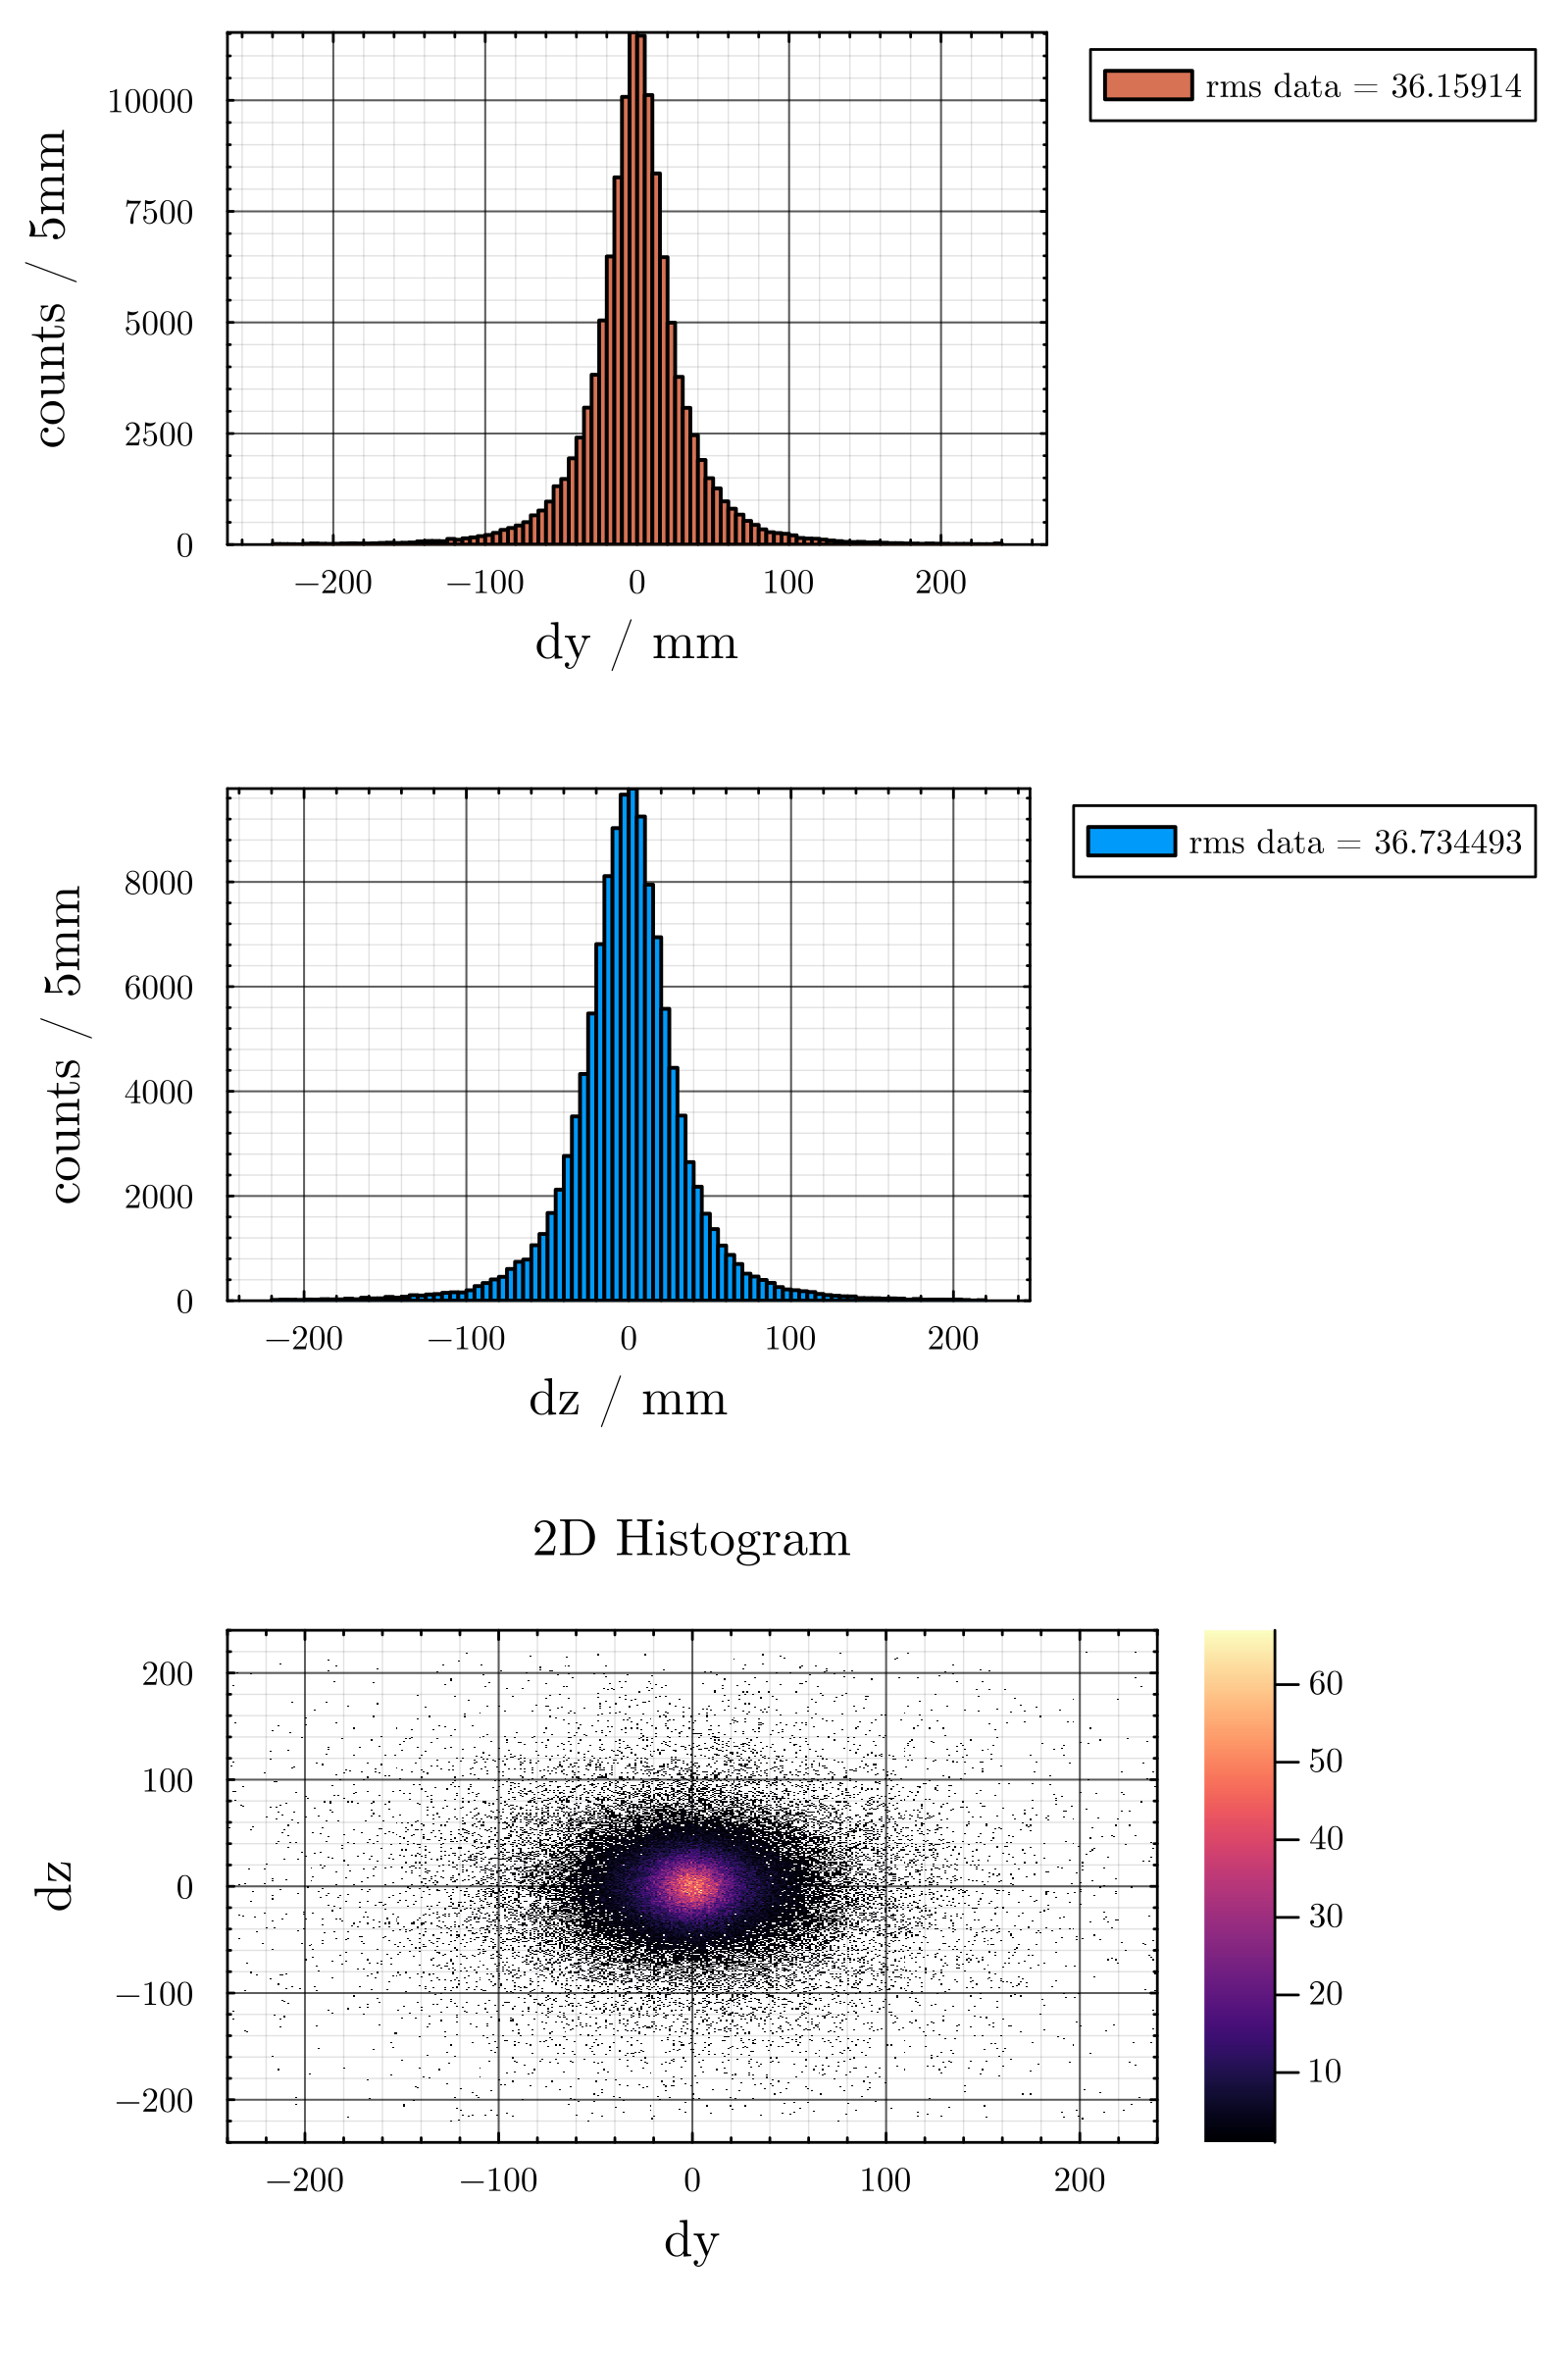 rms data = 36.15914
10000
7500
5000
2500
0
counts / 5mm
−200 −100 0 100 200
dy / mm
rms data = 36.734493
8000
6000
4000
2000
0
counts / 5mm
−200 −100 0 100 200
dz / mm
2D Histogram
200
100
0
−100
−200
dz
−200 −100 0 100 200
dy
60
50
40
30
20
10